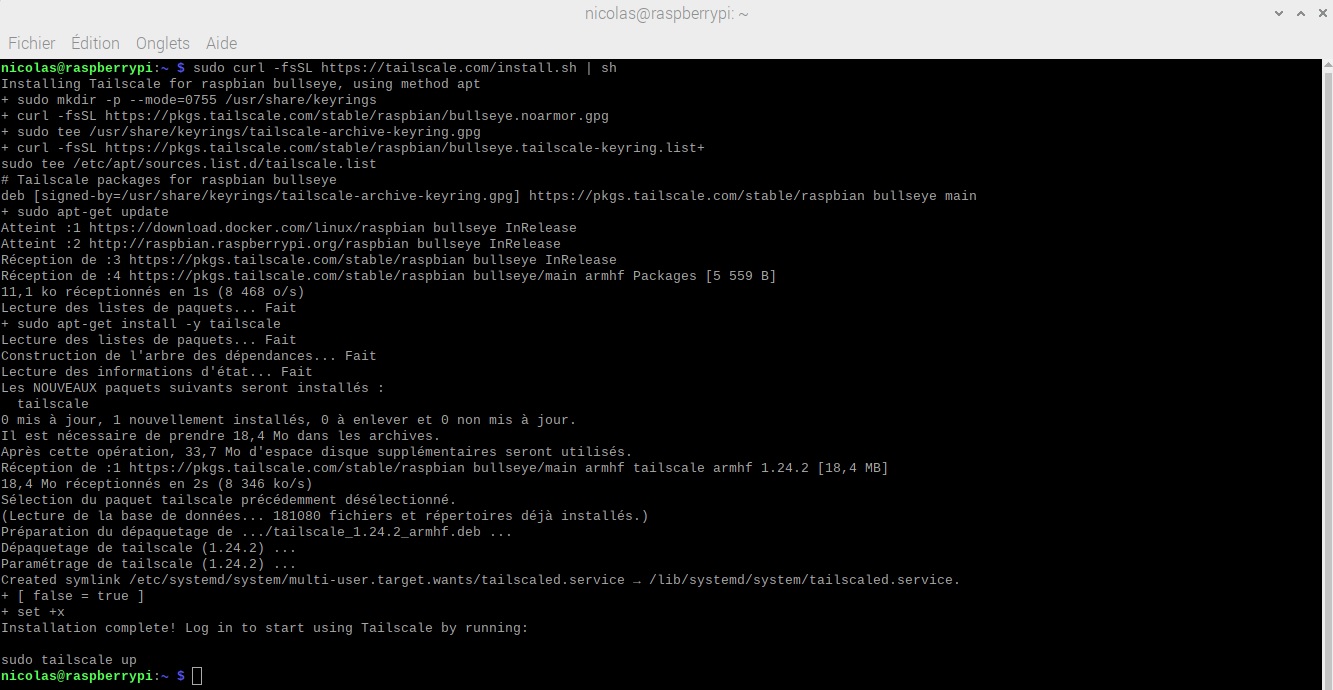 nicolas@raspberrypi: ~
Fichier Édition Onglets Aide
nicolas@raspberrypi:~ $ sudo curl -fsSL https://tailscale.com/install.sh | sh
Installing Tailscale for raspbian bullseye, using method apt
+ sudo mkdir -p --mode=0755 /usr/share/keyrings
+ curl -fsSL https://pkgs.tailscale.com/stable/raspbian/bullseye.noarmor.gpg
+ sudo tee /usr/share/keyrings/tailscale-archive-keyring.gpg
+ curl -fsSL https://pkgs.tailscale.com/stable/raspbian/bullseye.tailscale-keyring.list+
sudo tee /etc/apt/sources.list.d/tailscale.list
# Tailscale packages for raspbian bullseye
deb [signed-by=/usr/share/keyrings/tailscale-archive-keyring.gpg] https://pkgs.tailscale.com/stable/raspbian bullseye main
+ sudo apt-get update
Atteint :1 https://download.docker.com/linux/raspbian bullseye InRelease
Atteint :2 http://raspbian.raspberrypi.org/raspbian bullseye InRelease
Réception de :3 https://pkgs.tailscale.com/stable/raspbian bullseye InRelease
Réception de :4 https://pkgs.tailscale.com/stable/raspbian bullseye/main armhf Packages [5 559 B]
11,1 ko réceptionnés en 1s (8 468 o/s)
Lecture des listes de paquets... Fait
+ sudo apt-get install -y tailscale
Lecture des listes de paquets... Fait
Construction de l'arbre des dépendances... Fait
Lecture des informations d'état... Fait
Les NOUVEAUX paquets suivants seront installés :
  tailscale
0 mis à jour, 1 nouvellement installés, 0 à enlever et 0 non mis à jour.
Il est nécessaire de prendre 18,4 Mo dans les archives.
Après cette opération, 33,7 Mo d'espace disque supplémentaires seront utilisés.
Réception de :1 https://pkgs.tailscale.com/stable/raspbian bullseye/main armhf tailscale armhf 1.24.2 [18,4 MB]
18,4 Mo réceptionnés en 2s (8 346 ko/s)
Sélection du paquet tailscale précédemment désélectionné.
(Lecture de la base de données... 181080 fichiers et répertoires déjà installés.)
Préparation du dépaquetage de .../tailscale_1.24.2_armhf.deb ...
Dépaquetage de tailscale (1.24.2) ...
Paramétrage de tailscale (1.24.2) ...
Created symlink /etc/systemd/system/multi-user.target.wants/tailscaled.service → /lib/systemd/system/tailscaled.service.
+ [ false = true ]
+ set +x
Installation complete! Log in to start using Tailscale by running:

sudo tailscale up
nicolas@raspberrypi:~ $